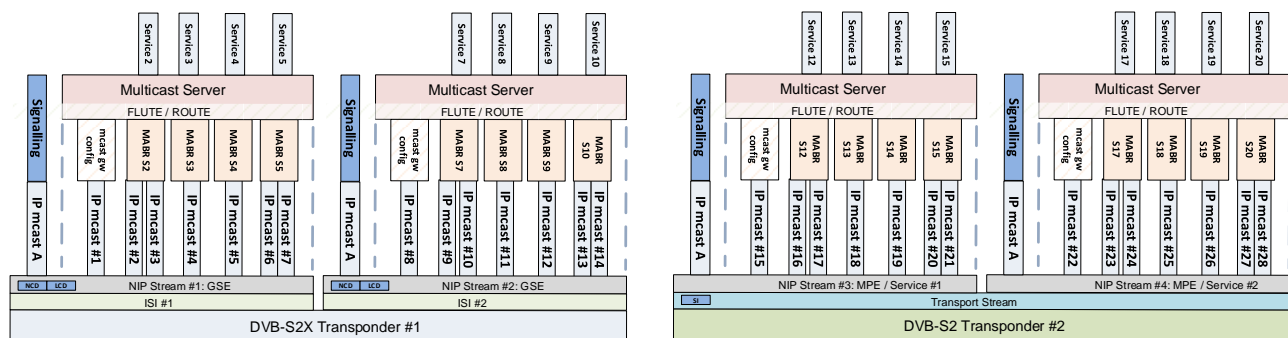 Service 2
Service 3
Service 4
Service 5
Service 7
Service 8
Service 9
Service 10
Service 12
Service 13
Service 14
Service 15
Service 17
Service 18
Service 19
Service 20
Signalling
Multicast Server
FLUTE / ROUTE
mcast gw
config
MABR S2
MABR S3
MABR S4
MABR S5
Signalling
Multicast Server
FLUTE / ROUTE
mcast gw
config
MABR S7
MABR S8
MABR S9
MABR
S10
Signalling
Multicast Server
FLUTE / ROUTE
mcast gw
config
MABR
S12
MABR
S13
MABR
S14
MABR
S15
Signalling
Multicast Server
FLUTE / ROUTE
mcast gw
config
MABR
S17
MABR
S18
MABR
S19
MABR
S20
IP mcast A
IP mcast #1
IP mcast #2
IP mcast #3
IP mcast #4
IP mcast #5
IP mcast #6
IP mcast #7
IP mcast A
IP mcast #8
IP mcast #9
IP mcast #10
IP mcast #11
IP mcast #12
IP mcast #13
IP mcast #14
IP mcast A
IP mcast #15
IP mcast #16
IP mcast #17
IP mcast #18
IP mcast #19
IP mcast #20
IP mcast #21
IP mcast A
IP mcast #22
IP mcast #23
IP mcast #24
IP mcast #25
IP mcast #26
IP mcast #27
IP mcast #28
NCD
LCD
NIP Stream #1: GSE
NCD
LCD
NIP Stream #2: GSE
NIP Stream #3: MPE / Service #1
NIP Stream #4: MPE / Service #2
ISI #1
ISI #2
SI
Transport Stream
DVB-S2X Transponder #1
DVB-S2 Transponder #2